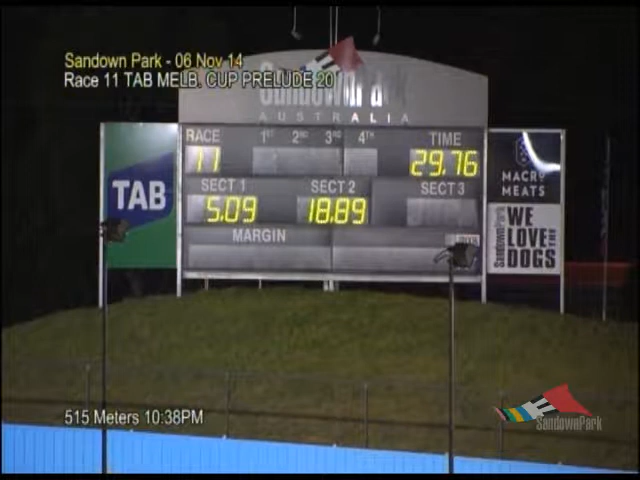 Sandown Park - 06 Nov 14
Race 11 TAB MELB. CUP PRELUDE 20
SandownPark
AUSTRALIA
RACE 1ST 2ND 3RD 4TH TIME
11 29.76
SECT 1 SECT 2 SECT 3
5.09 18.89
MARGIN
TAB
MACRO MEATS
SandownPark
WE LOVE THE DOGS
515 Meters 10:38PM
SandownPark